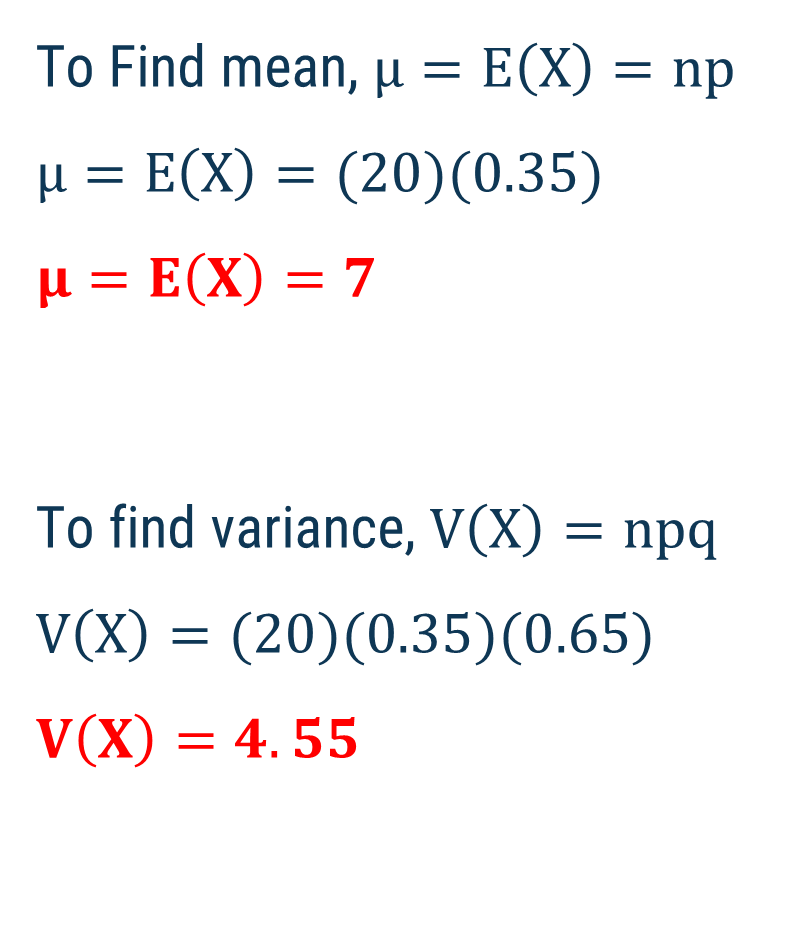 To Find mean, μ = E(X) = np
μ = E(X) = (20)(0.35)
μ = E(X) = 7
To find variance, V(X) = npq
V(X) = (20)(0.35)(0.65)
V(X) = 4.55